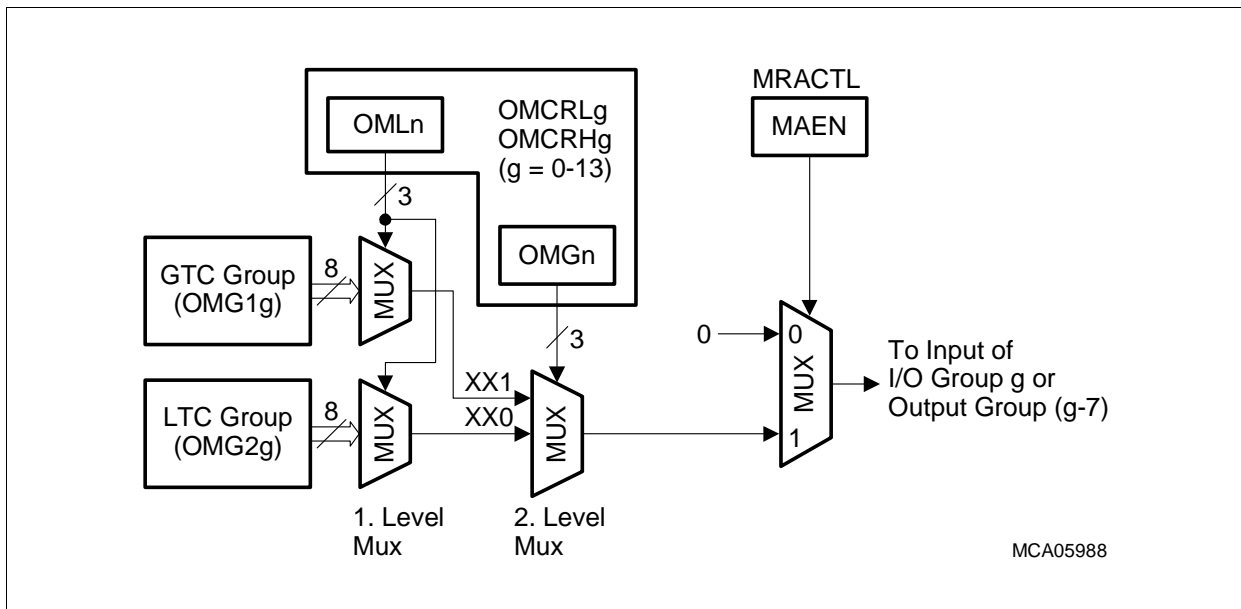 OMLn
OMCRLg
OMCRHg
(g = 0-13)
MRACTL
MAEN
3
OMGn
GTC Group
(OMG1g)
8
MUX
3
0
0
MUX
1
To Input of
I/O Group g or
Output Group (g-7)
XX1
XX0
LTC Group
(OMG2g)
8
MUX
MUX
1. Level
Mux
2. Level
Mux
MCA05988